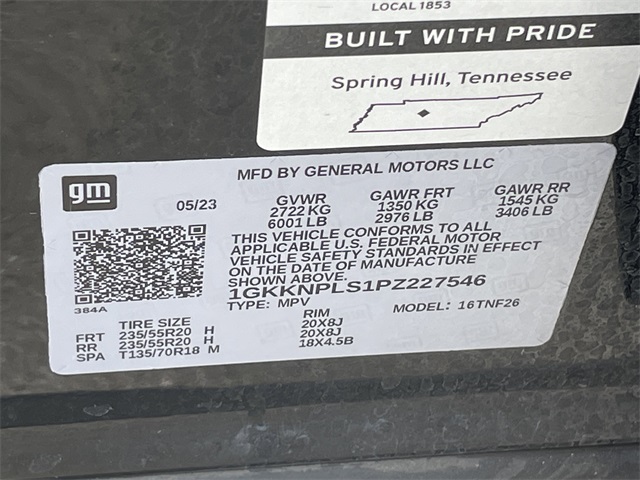 LOCAL 1853
BUILT WITH PRIDE
Spring Hill, Tennessee
gm
MFD BY GENERAL MOTORS LLC
05/23
GVWR GAWR FRT GAWR RR
2722 KG 1350 KG 1545 KG
6001 LB 2976 LB 3406 LB
THIS VEHICLE CONFORMS TO ALL
APPLICABLE U.S. FEDERAL MOTOR
VEHICLE SAFETY STANDARDS IN EFFECT
ON THE DATE OF MANUFACTURE
1GKKNPLS1PZ227546
384A
TYPE: MPV MODEL: 16TNF26
TIRE SIZE RIM
FRT 235/55R20 H 20X8J
RR 235/55R20 H 20X8J
SPA T135/70R18 M 18X4.5B